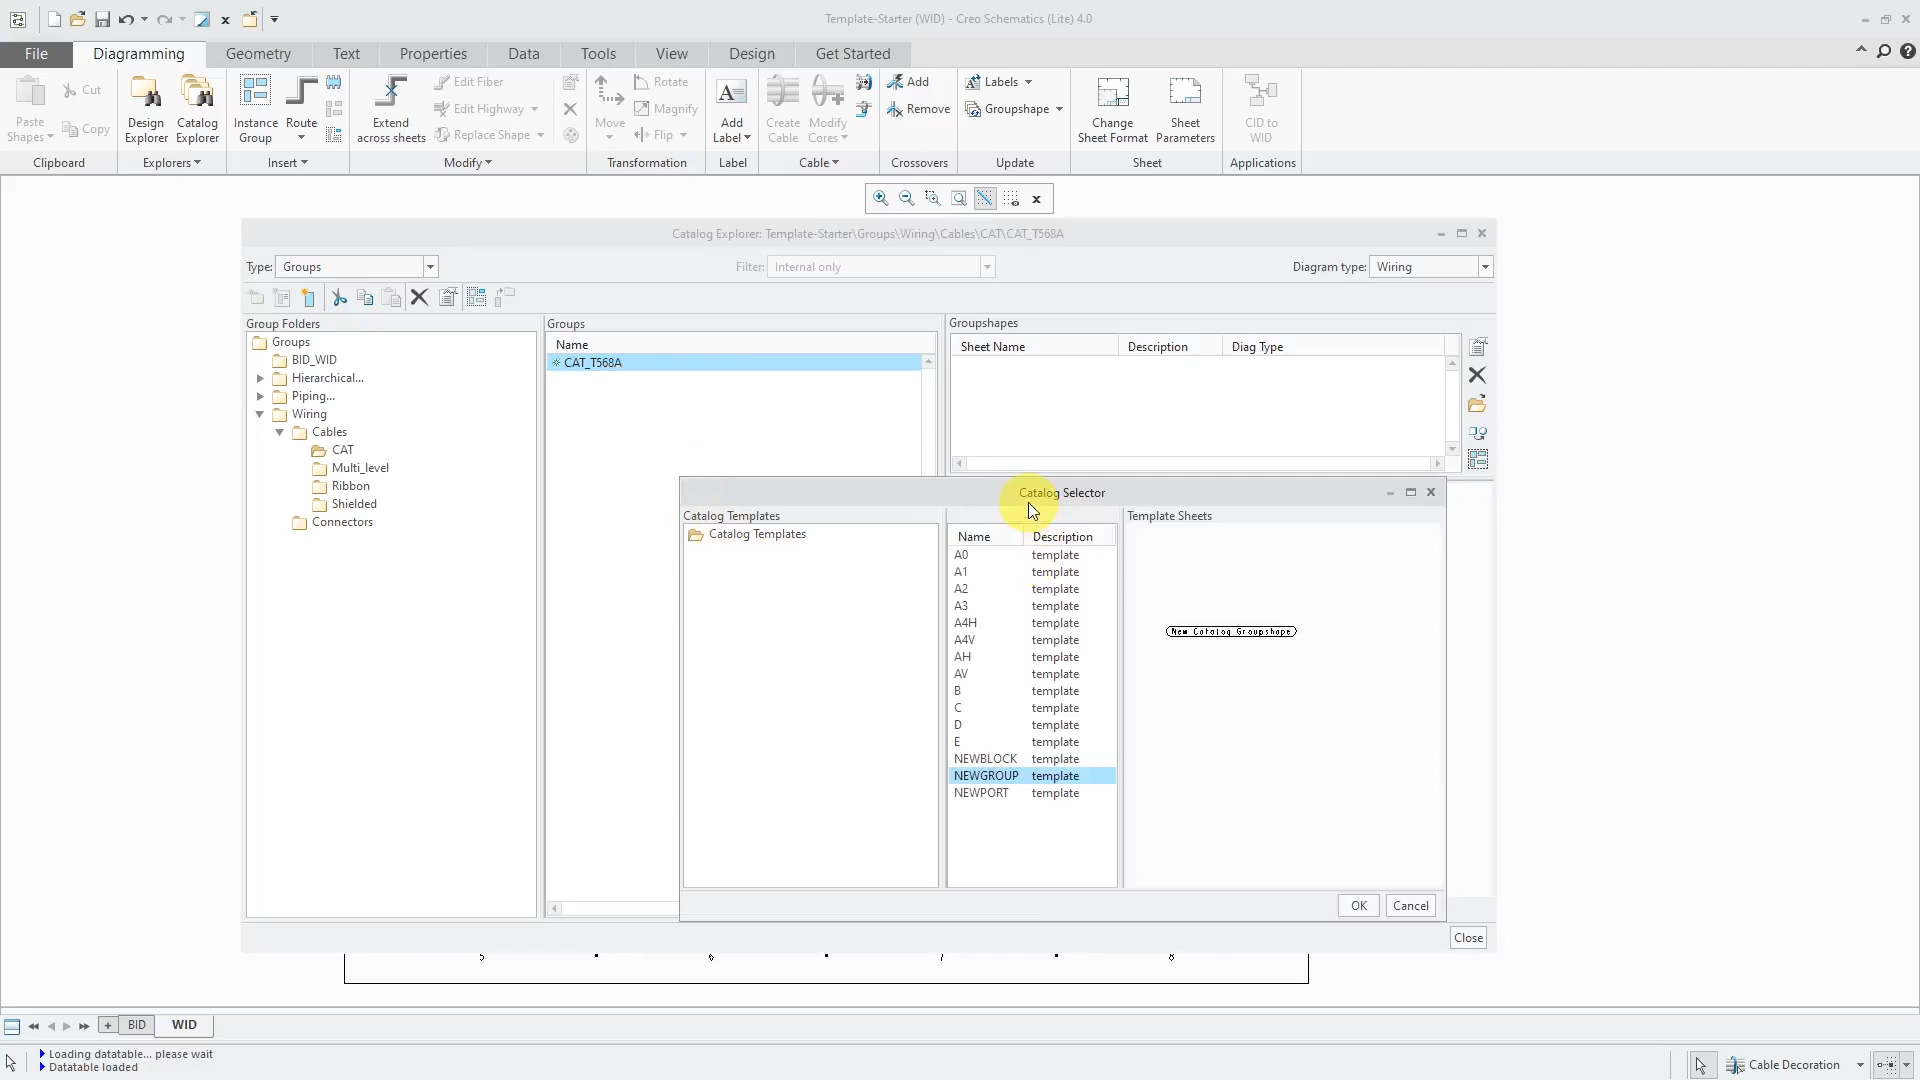 Template-Starter (WID) - Creo Schematics (Lite) 4.0
File Diagramming Geometry Text Properties Data Tools View Design Get Started
Paste Shapes
Cut
Copy
Clipboard
Design Explorer
Catalog Explorer
Explorers
Instance Group
Route
Insert
Extend across sheets
Edit Fiber
Edit Highway
Replace Shape
Modify
Move
Rotate
Magnify
Flip
Transformation
Add Label
Label
Create Cable
Modify Cores
Cable
Add
Remove
Crossovers
Labels
Groupshape
Update
Change Sheet Format
Sheet Parameters
Sheet
CID to WID
Applications
Catalog Explorer: Template-Starter\Groups\Wiring\Cables\CAT\CAT_T568A
Type: Groups
Filter: Internal only
Diagram type: Wiring
Group Folders
Groups
BID_WID
Hierarchical...
Piping...
Wiring
Cables
CAT
Multi_level
Ribbon
Shielded
Connectors
Groups
Name
CAT_T568A
Groupshapes
Sheet Name Description Diag Type
Catalog Selector
Catalog Templates
Catalog Templates
Name Description
A0 template
A1 template
A2 template
A3 template
A4H template
A4V template
AH template
AV template
B template
C template
D template
E template
NEWBLOCK template
NEWGROUP template
NEWPORT template
Template Sheets
New Catalog Groupshape
OK Cancel
Close
BID WID
Loading datatable... please wait
Datatable loaded
Cable Decoration